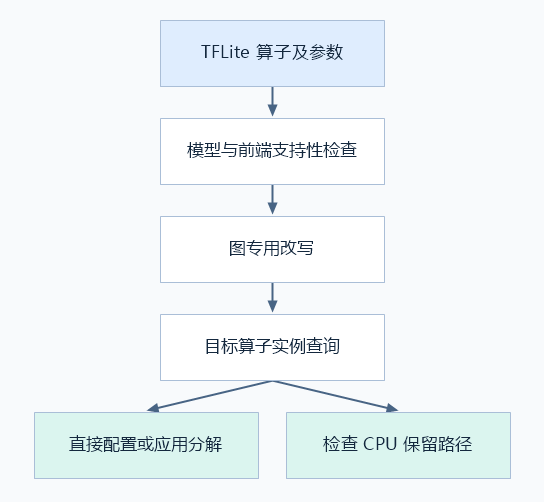 TFLite 算子及参数
模型与前端支持性检查
图专用改写
目标算子实例查询
直接配置或应用分解
检查 CPU 保留路径